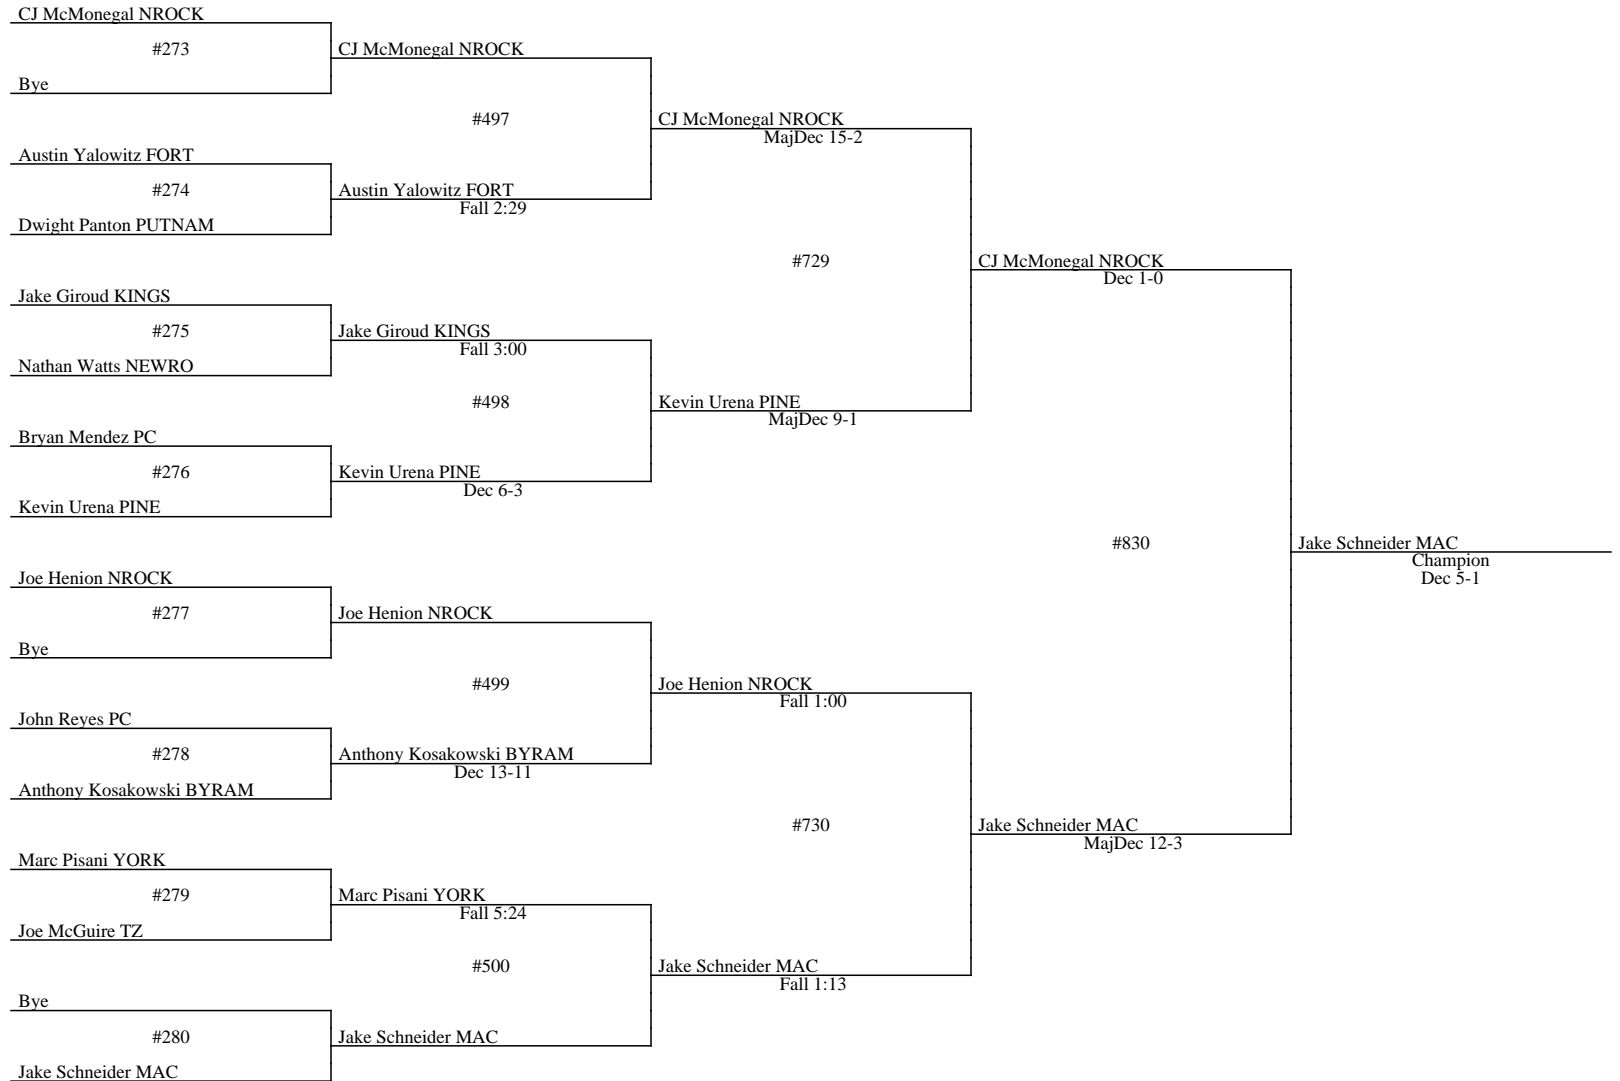 CJ McMonegal NROCK
#273
Bye
CJ McMonegal NROCK
#497
Austin Yalowitz FORT
#274
Dwight Panton PUTNAM
Austin Yalowitz FORT
Fall 2:29
CJ McMonegal NROCK
MajDec 15-2
#729
Jake Giroud KINGS
#275
Nathan Watts NEWRO
Jake Giroud KINGS
Fall 3:00
#498
Bryan Mendez PC
#276
Kevin Urena PINE
Kevin Urena PINE
Dec 6-3
Kevin Urena PINE
MajDec 9-1
CJ McMonegal NROCK
Dec 1-0
#830
Jake Schneider MAC
Champion
Dec 5-1
Joe Henion NROCK
#277
Bye
Joe Henion NROCK
#499
John Reyes PC
#278
Anthony Kosakowski BYRAM
Anthony Kosakowski BYRAM
Dec 13-11
Joe Henion NROCK
Fall 1:00
#730
Marc Pisani YORK
#279
Joe McGuire TZ
Marc Pisani YORK
Fall 5:24
#500
Bye
#280
Jake Schneider MAC
Jake Schneider MAC
Jake Schneider MAC
Fall 1:13
Jake Schneider MAC
MajDec 12-3